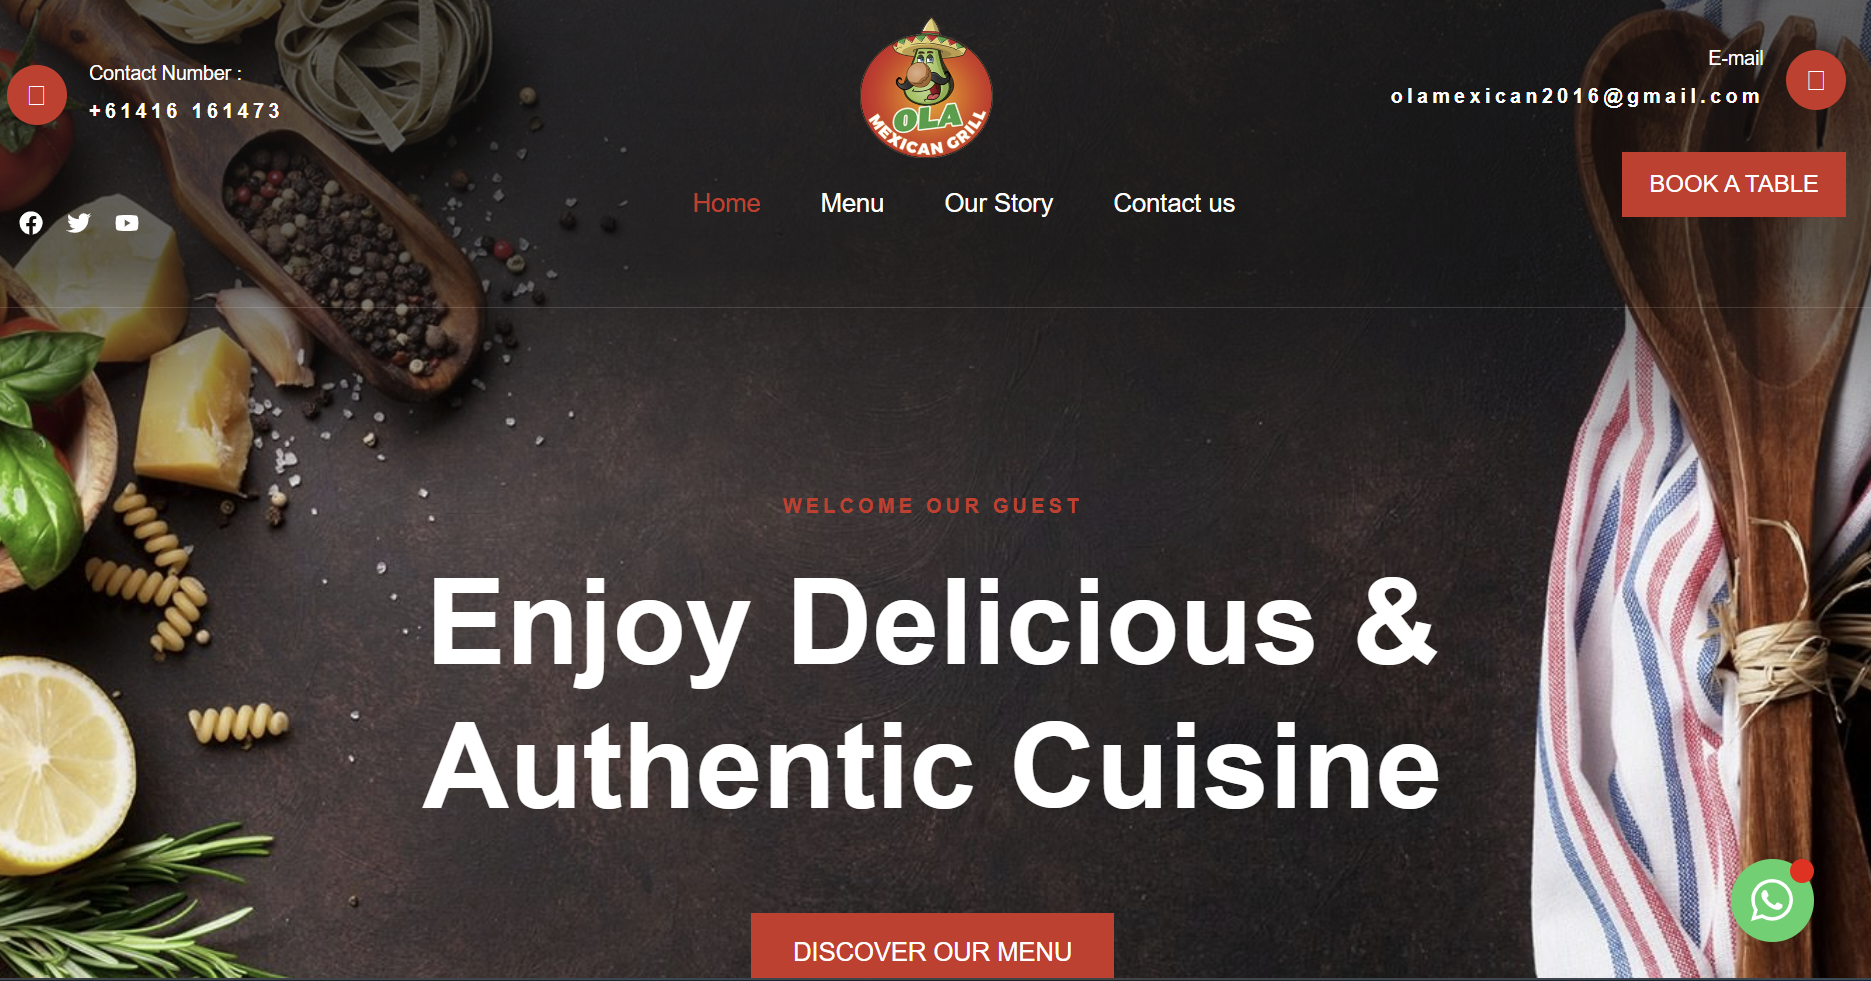 Contact Number :
+61416 161473
OLA
MEXICAN GRILL
E-mail
olamexican2016@gmail.com
BOOK A TABLE
Home
Menu
Our Story
Contact us
WELCOME OUR GUEST
Enjoy Delicious &
Authentic Cuisine
DISCOVER OUR MENU